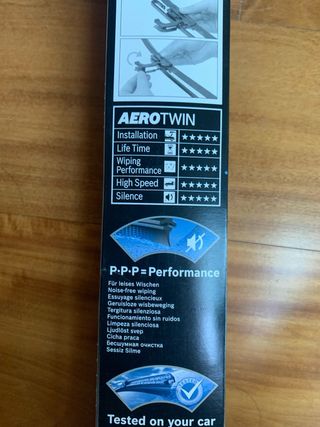 AEROTWIN
Installation ★★★★★
Life Time ★★★★★
Wiping
Performance ★★★★★
High Speed ★★★★★
Silence ★★★★★
P·P·P = Performance
Für leises Wischen
Noise-free wiping
Essuyage silencieux
Geruisloze wisbeweging
Tergitura silenziosa
Funcionamiento sin ruidos
Limpeza silenciosa
Ljudlöst svep
Cicha praca
Бесшумная очистка
Sessiz Silme
TESTED
Tested on your car